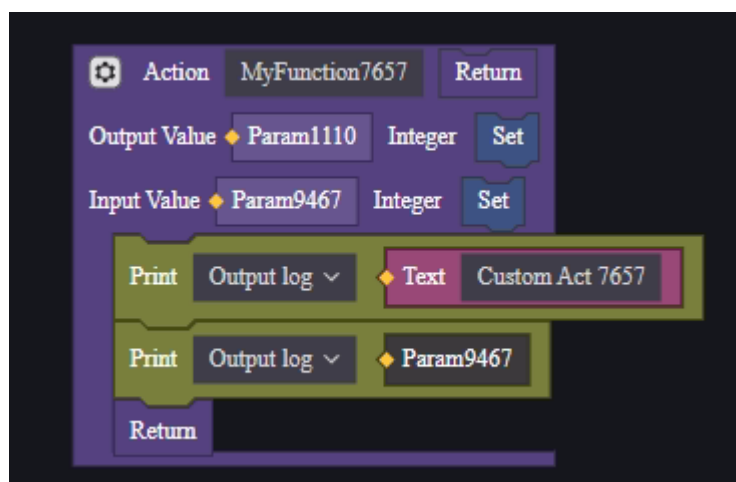 Action MyFunction7657 Return
Output Value Param1110 Integer Set
Input Value Param9467 Integer Set
Print Output log Text Custom Act 7657
Print Output log Param9467
Return